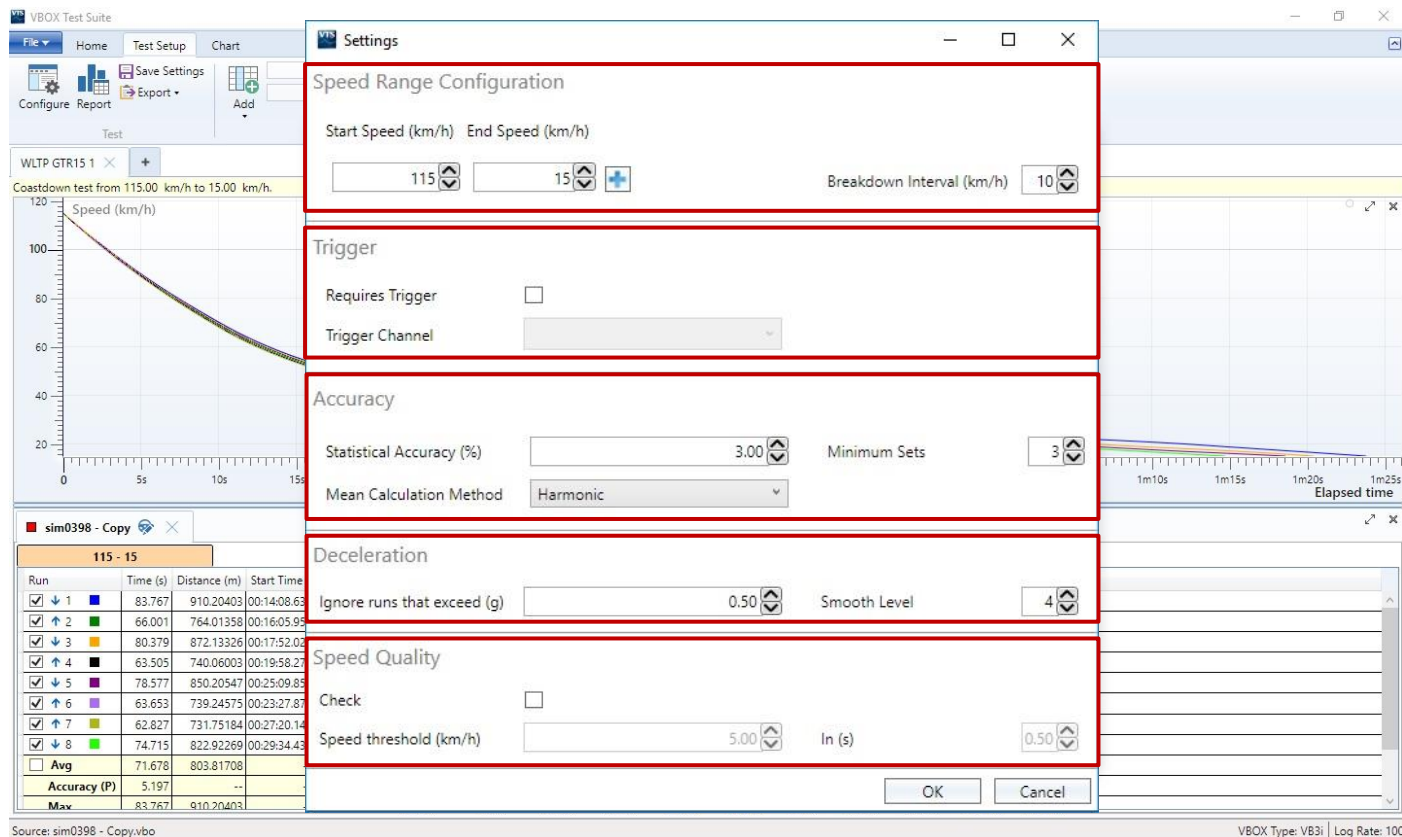 VBOX Test Suite
File Home Test Setup Chart
Configure Report Save Settings
Export
Add
Test
WLTP GTR15 1 +
Coastdown test from 115.00 km/h to 15.00 km/h.
Speed (km/h)
120
100
80
60
40
20
0 5s 10s 15s 1m10s 1m15s 1m20s 1m25s
Elapsed time
sim0398 - Copy
115 - 15
Run Time (s) Distance (m) Start Time
1 83.767 910.20403 00:14:08.63
2 66.001 764.01358 00:16:05.95
3 80.379 872.13326 00:17:52.02
4 63.505 740.06003 00:19:58.27
5 78.577 850.20547 00:25:09.85
6 63.653 739.24575 00:23:27.87
7 62.827 731.75184 00:27:20.14
8 74.715 822.92269 00:29:34.43
Avg 71.678 803.81708
Accuracy (P) 5.197 --
Max 83.767 910.20403
Source: sim0398 - Copy.vbo
VBOX Type: VB3i Log Rate: 100
VTS Settings
Speed Range Configuration
Start Speed (km/h) End Speed (km/h)
115 15 Breakdown Interval (km/h) 10
Trigger
Requires Trigger
Trigger Channel
Accuracy
Statistical Accuracy (%) 3.00 Minimum Sets 3
Mean Calculation Method Harmonic
Deceleration
Ignore runs that exceed (g) 0.50 Smooth Level 4
Speed Quality
Check
Speed threshold (km/h) 5.00 In (s) 0.50
OK Cancel